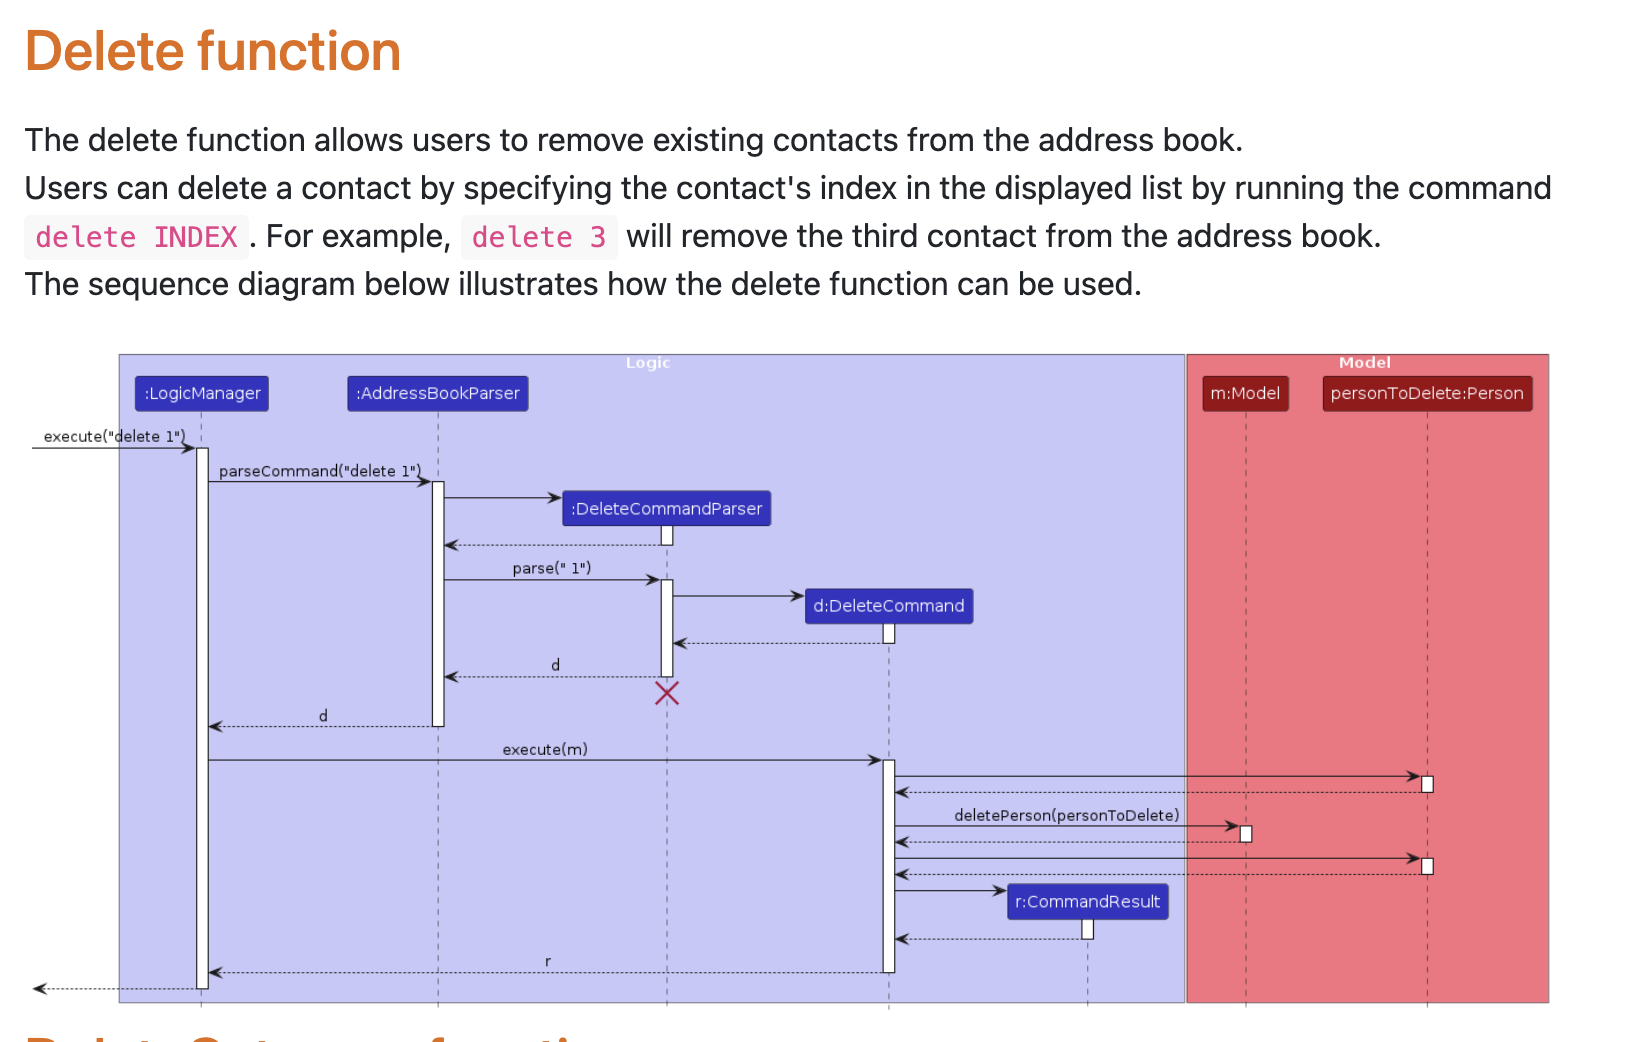 Delete function
The delete function allows users to remove existing contacts from the address book.
Users can delete a contact by specifying the contact's index in the displayed list by running the command
delete INDEX . For example, delete 3 will remove the third contact from the address book.
The sequence diagram below illustrates how the delete function can be used.
Logic
Model
:LogicManager
:AddressBookParser
m:Model
personToDelete:Person
execute("delete 1")
parseCommand("delete 1")
:DeleteCommandParser
parse(" 1")
d:DeleteCommand
d
d
execute(m)
deletePerson(personToDelete)
r:CommandResult
r